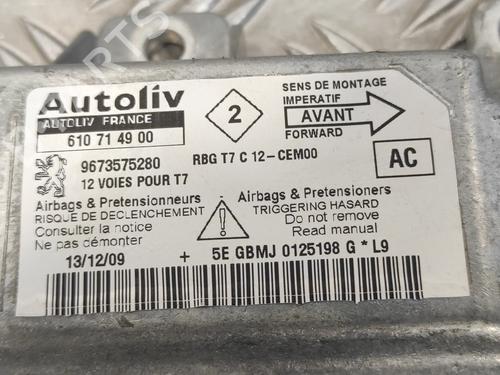 Autoliv
AUTOLIV FRANCE
610 71 49 00
9673575280
12 VOIES POUR T7
2
RBG T7 C 12-CEM00
SENS DE MONTAGE
IMPERATIF
AVANT
FORWARD
AC
Airbags & Pretensionneurs
RISQUE DE DECLENCHEMENT
Consulter la notice
Ne pas démonter
Airbags & Pretensioners
TRIGGERING HASARD
Do not remove
Read manual
13/12/09 + 5E GBMJ 0125198 G * L9
PARTS